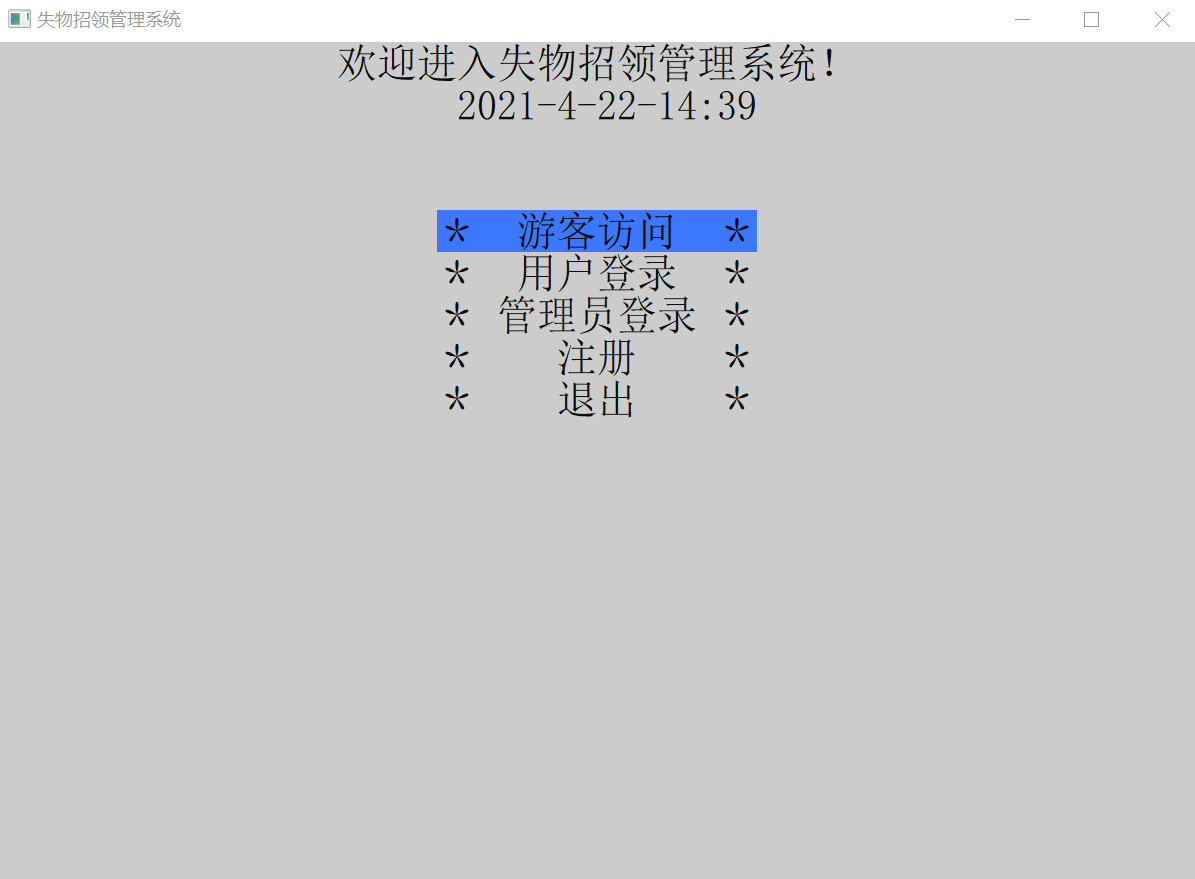 失物招领管理系统
欢迎进入失物招领管理系统!
2021-4-22-14:39
* 游客访问 *
* 用户登录 *
* 管理员登录 *
* 注册 *
* 退出 *